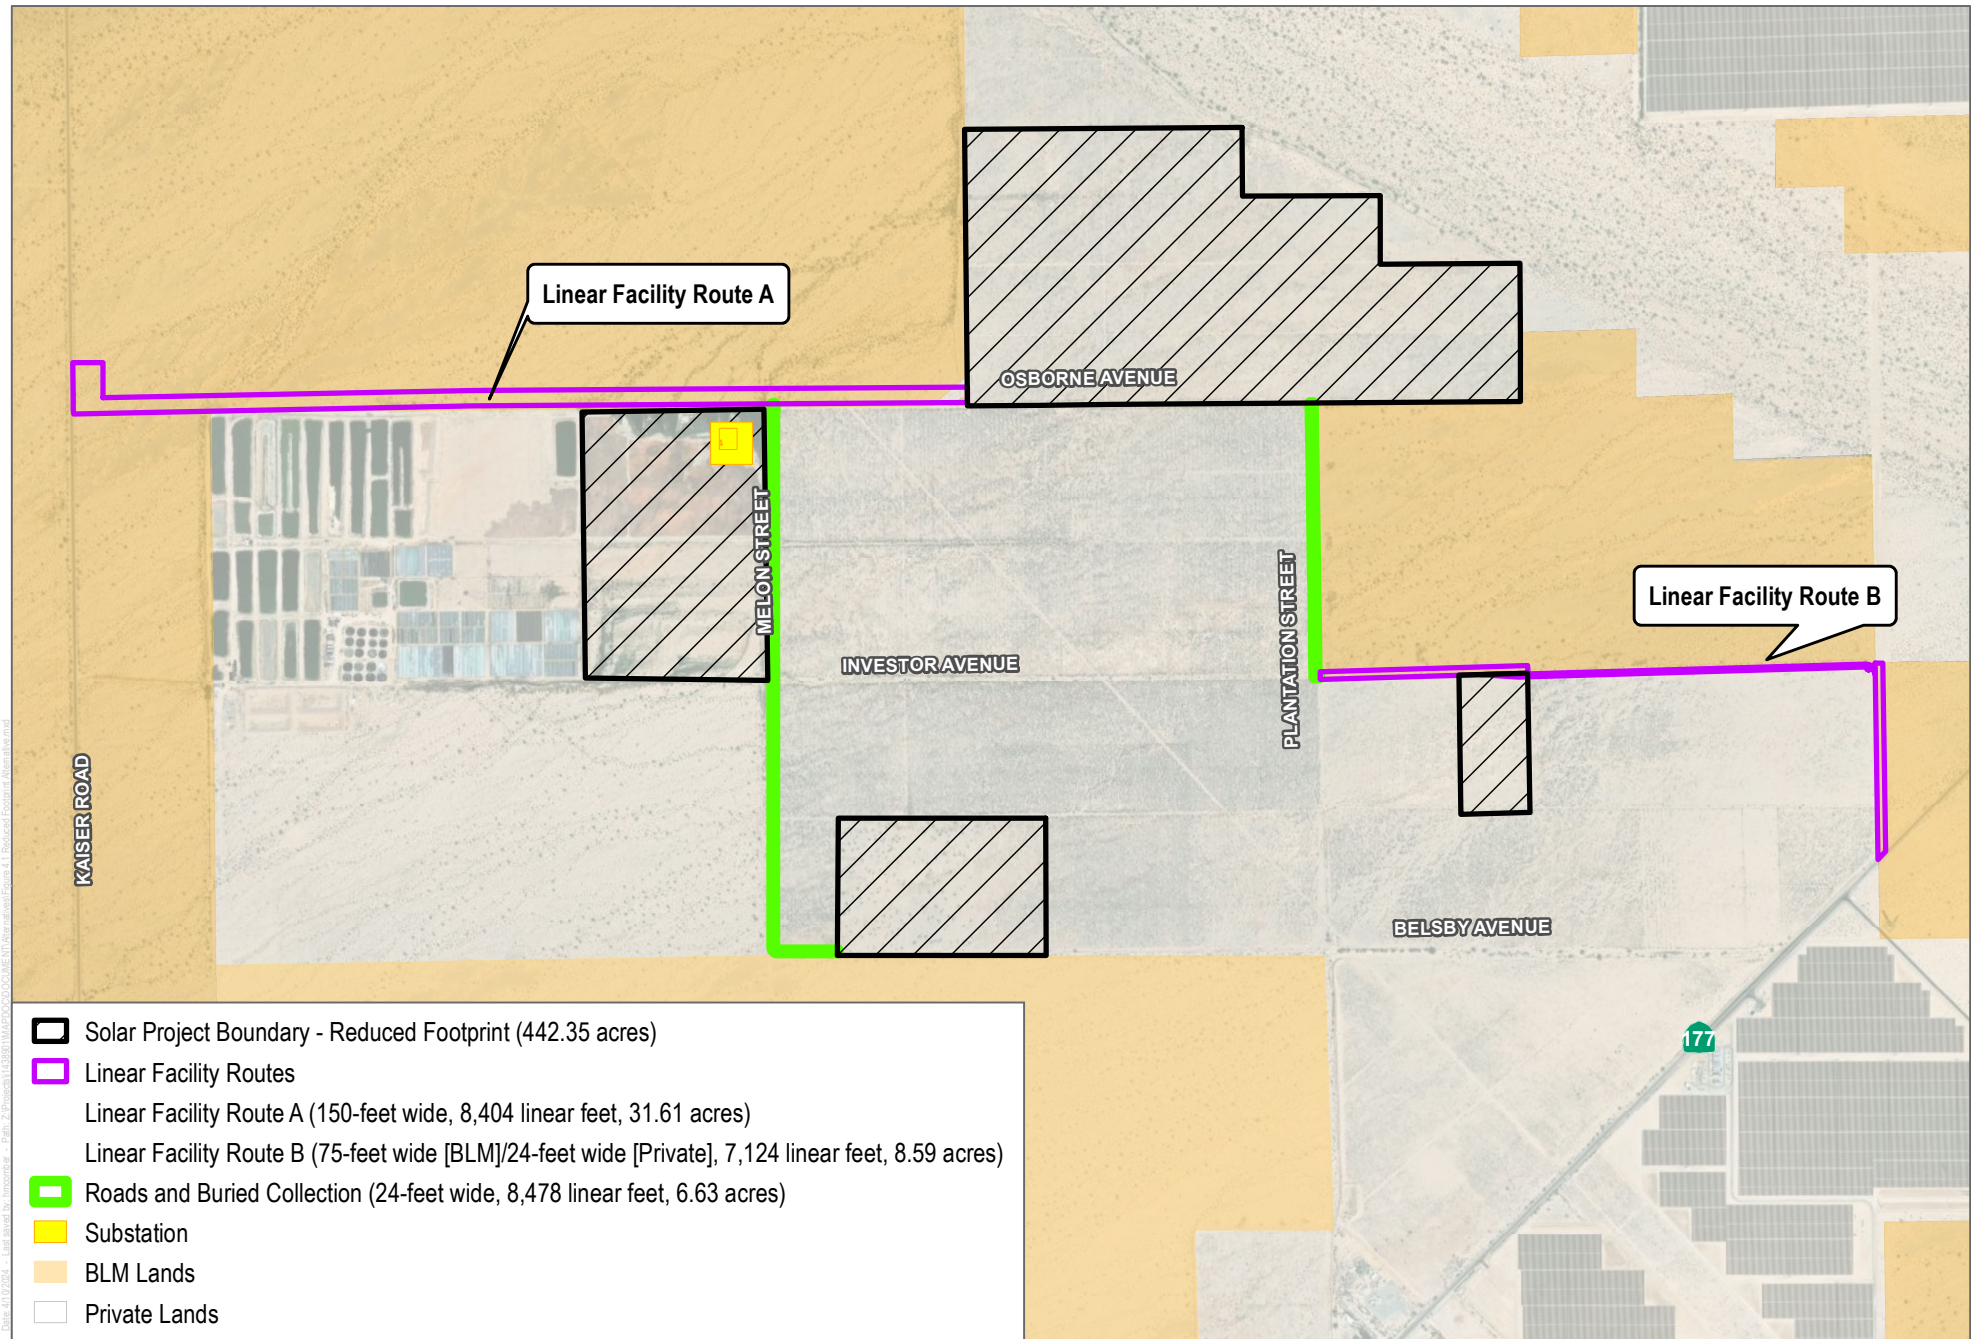 Linear Facility Route A
OSBORNE AVENUE
MELON STREET
PLANTATION STREET
Linear Facility Route B
INVESTOR AVENUE
KAISER ROAD
BELSBY AVENUE
177
Solar Project Boundary - Reduced Footprint (442.35 acres)
Linear Facility Routes
Linear Facility Route A (150-feet wide, 8,404 linear feet, 31.61 acres)
Linear Facility Route B (75-feet wide [BLM]/24-feet wide [Private], 7,124 linear feet, 8.59 acres)
Roads and Buried Collection (24-feet wide, 8,478 linear feet, 6.63 acres)
Substation
BLM Lands
Private Lands